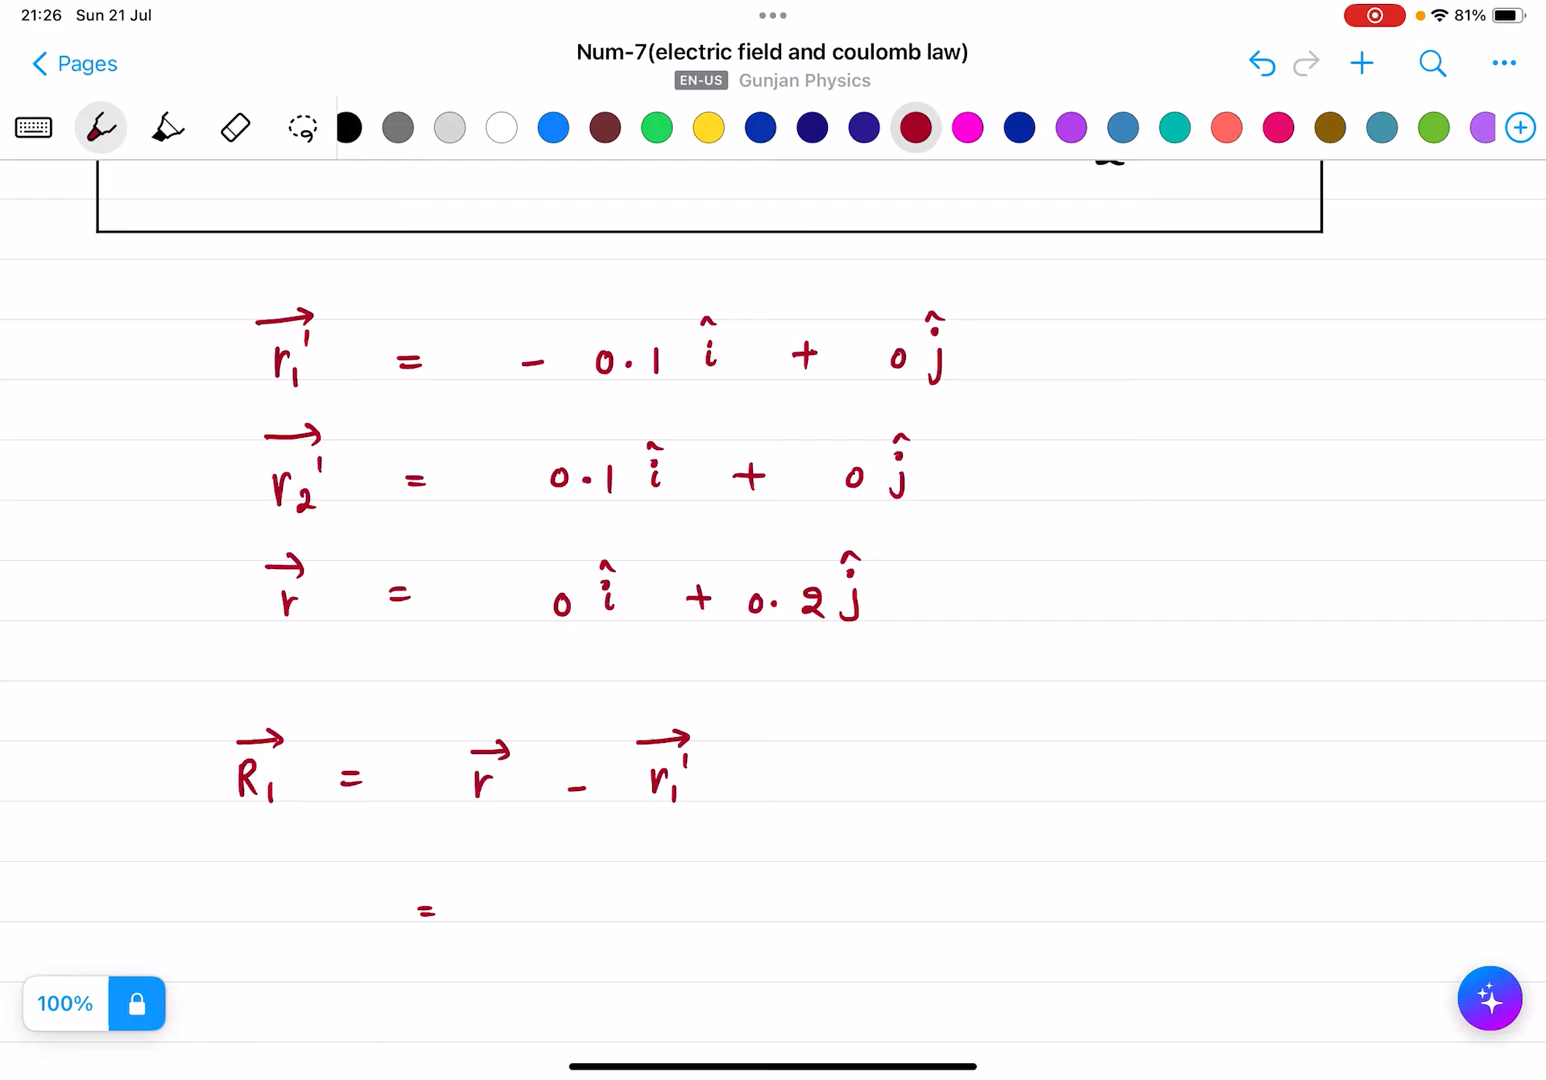 21:26 Sun 21 Jul
81%
Pages
Num-7(electric field and coulomb law)
EN-US Gunjan Physics
r₁' = - 0.1 î + 0 ĵ
r₂' = 0.1 î + 0 ĵ
r = 0 î + 0.2 ĵ
R₁ = r - r₁'
=
100%